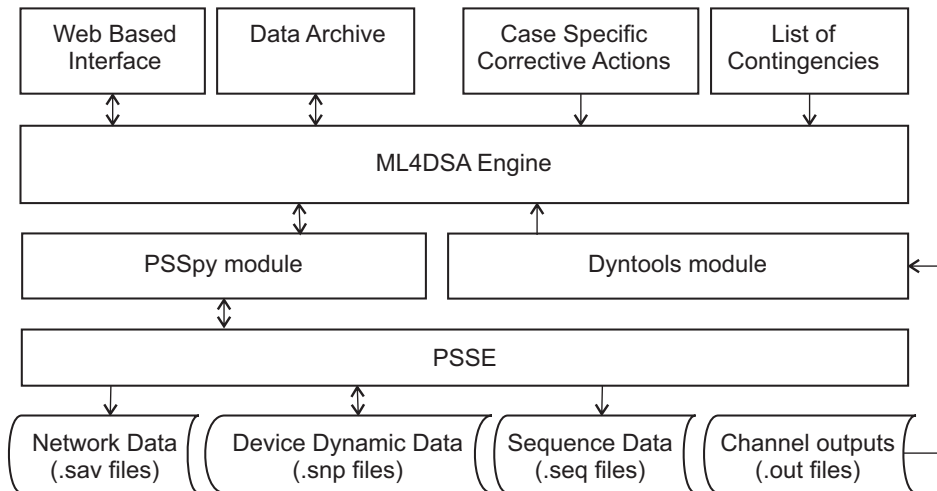 Web Based
Interface
Data Archive
Case Specific
Corrective Actions
List of
Contingencies
ML4DSA Engine
PSSpy module
Dyntools module
PSSE
Network Data
(.sav files)
Device Dynamic Data
(.snp files)
Sequence Data
(.seq files)
Channel outputs
(.out files)